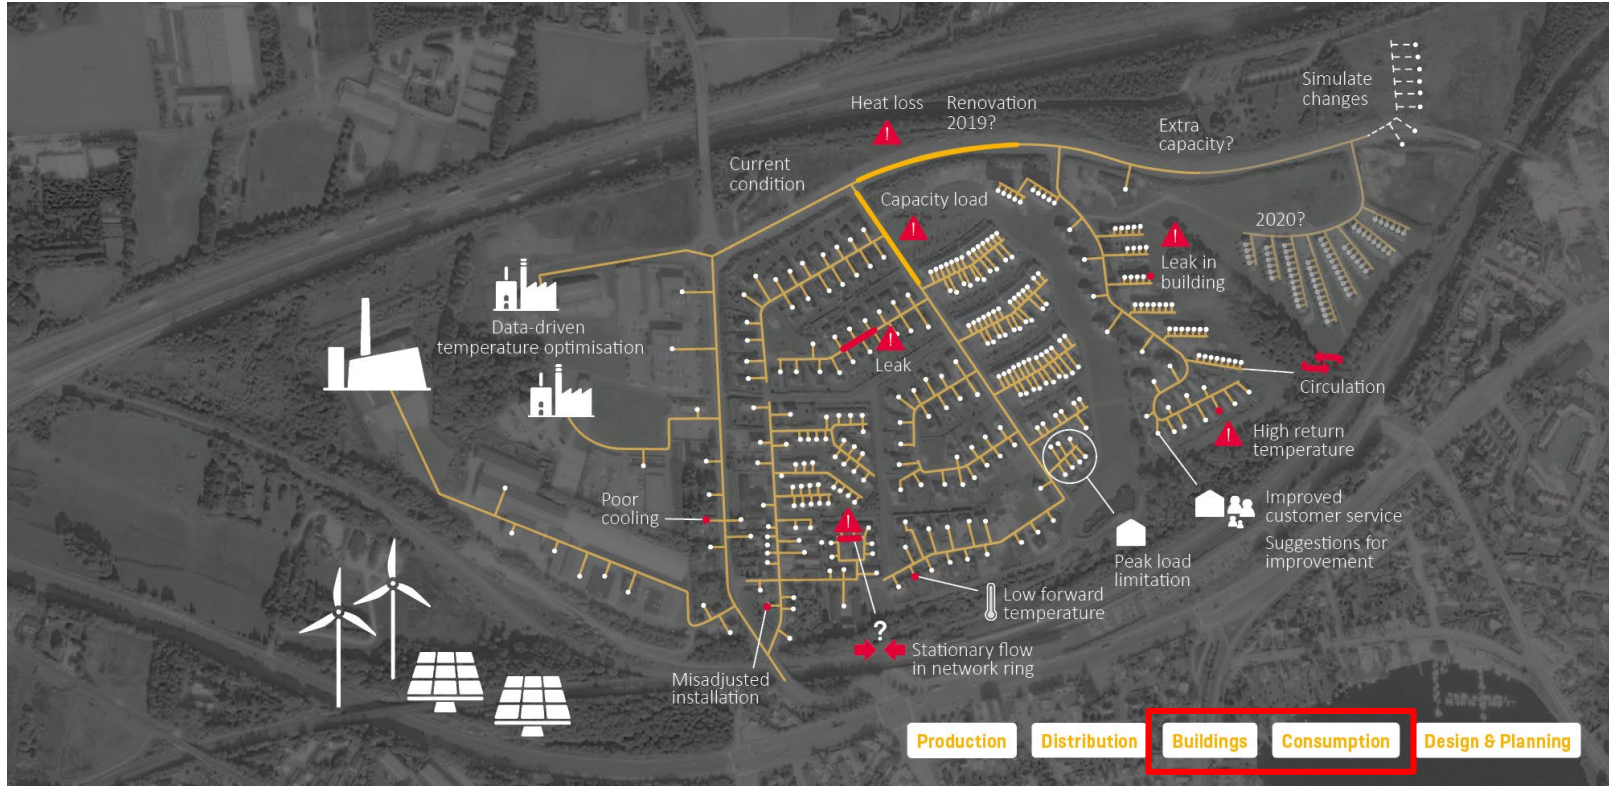 Simulate
changes
Heat loss
Renovation
2019?
Extra
capacity?
Current
condition
Capacity load
2020?
Leak in
building
Data-driven
temperature optimisation
Leak
Circulation
High return
temperature
Poor
cooling
Improved
customer service
Suggestions for
improvement
Peak load
limitation
Low forward
temperature
?
Stationary flow
in network ring
Misadjusted
installation
Production
Distribution
Buildings
Consumption
Design & Planning